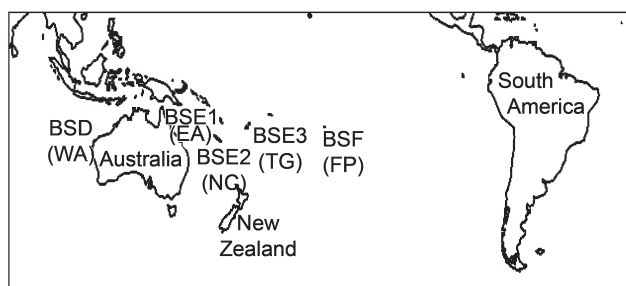 BSD
(WA)
Australia
BSE1
(EA)
BSE2
(NC)
BSE3
(TG)
BSF
(FP)
New
Zealand
South
America